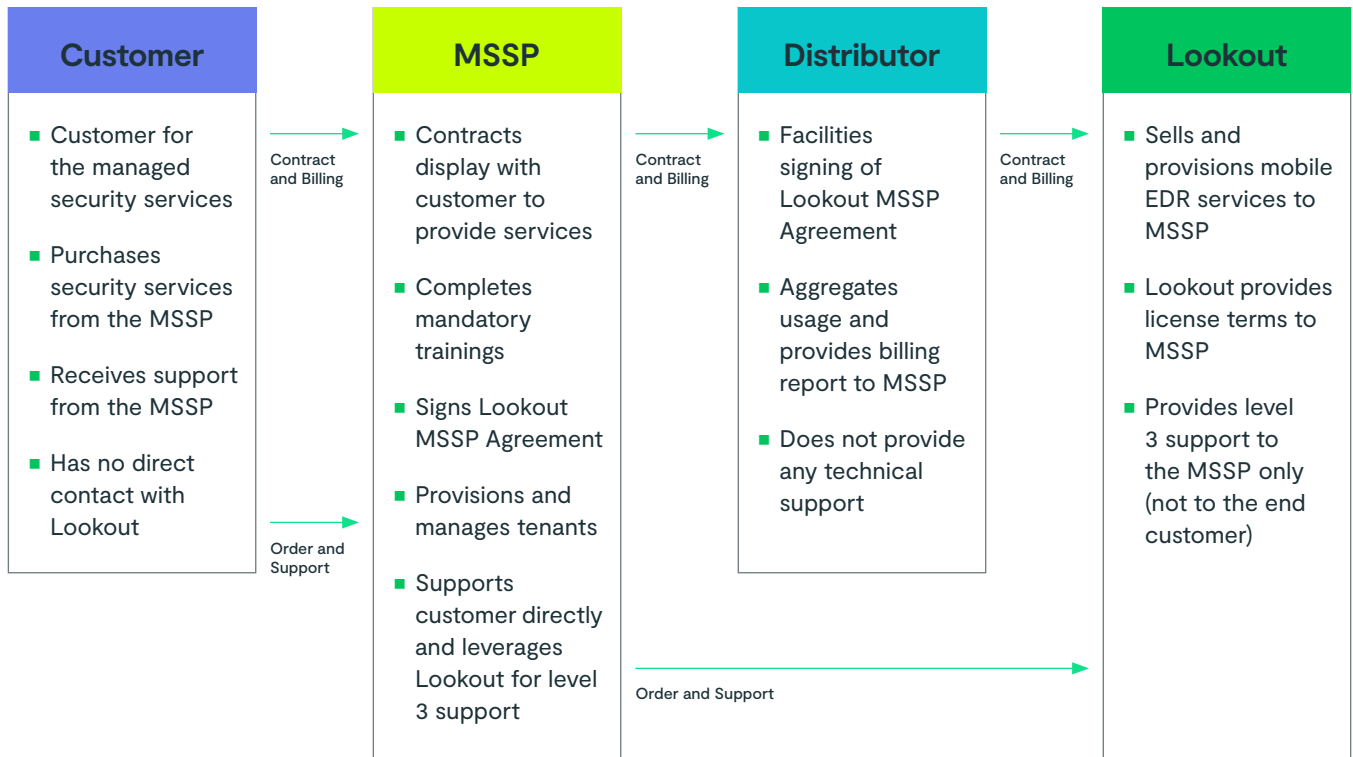 Customer
Customer for
the managed
security services
Purchases
security services
from the MSSP
Receives support
from the MSSP
Has no direct
contact with
Lookout
Contract
and Billing
Order and
Support
MSSP
Contracts
display with
customer to
provide services
Completes
mandatory
trainings
Signs Lookout
MSSP Agreement
Provisions and
manages tenants
Supports
customer directly
and leverages
Lookout for level
3 support
Contract
and Billing
Order and Support
Distributor
Facilities
signing of
Lookout MSSP
Agreement
Aggregates
usage and
provides billing
report to MSSP
Does not provide
any technical
support
Contract
and Billing
Lookout
Sells and
provisions mobile
EDR services to
MSSP
Lookout provides
license terms to
MSSP
Provides level
3 support to
the MSSP only
(not to the end
customer)